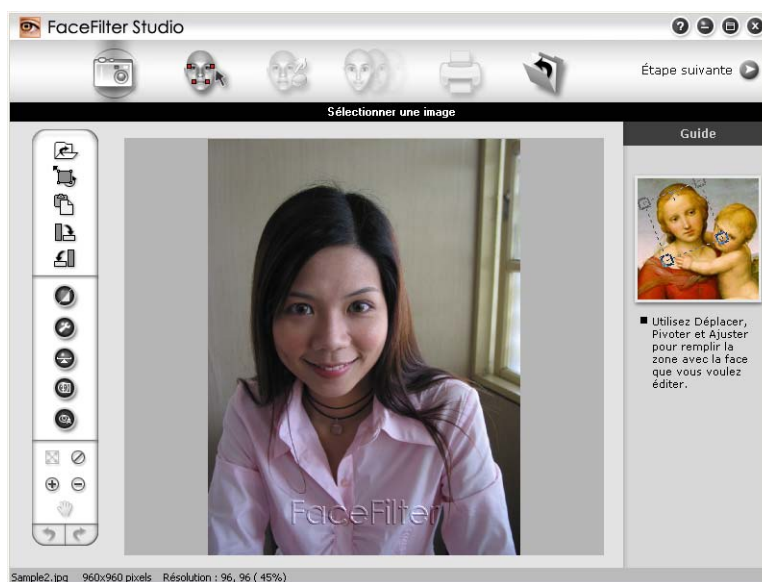 FaceFilter Studio
Étape suivante
Sélectionner une image
Guide
Utilisez Déplacer,
Pivoter et Ajuster
pour remplir la
zone avec la face
que vous voulez
éditer.
FaceFilter
Sample2.jpg 960x960 pixels Résolution : 96, 96 ( 45%)